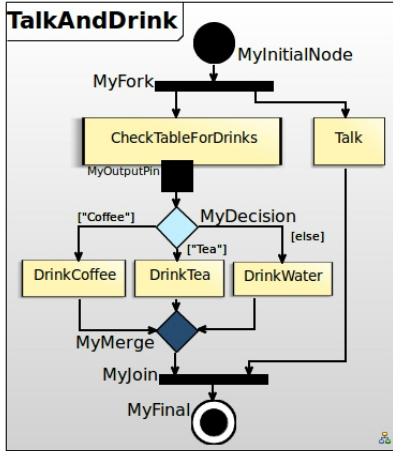 TalkAndDrink
MyInitialNode
MyFork
CheckTableForDrinks
Talk
MyOutputPin
["Coffee"]
MyDecision
["Tea"]
[else]
DrinkCoffee
DrinkTea
DrinkWater
MyMerge
MyJoin
MyFinal